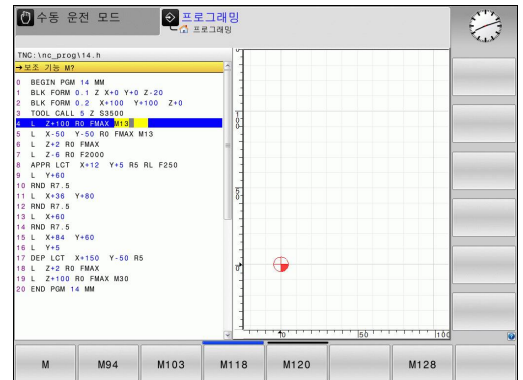 수동 운전 모드
프로그래밍
프로그래밍
TNC:\nc_prog\14.h
→보조 기능 M?
0 BEGIN PGM 14 MM
1 BLK FORM 0.1 Z X+0 Y+0 Z-20
2 BLK FORM 0.2 X+100 Y+100 Z+0
3 TOOL CALL 5 Z S3500
4 L Z+100 R0 FMAX M13
5 L X-50 Y-50 R0 FMAX M13
6 L Z+2 R0 FMAX
7 L Z-6 R0 F2000
8 APPR LCT X+12 Y+5 R5 RL F250
9 L Y+60
10 RND R7.5
11 L X+36 Y+80
12 RND R7.5
13 L X+60
14 RND R7.5
15 L X+84 Y+60
16 L Y+5
17 DEP LCT X+150 Y-50 R5
18 L Z+2 R0 FMAX
19 L Z+100 R0 FMAX M30
20 END PGM 14 MM
50
0
0
50
100
M M94 M103 M118 M120 M128